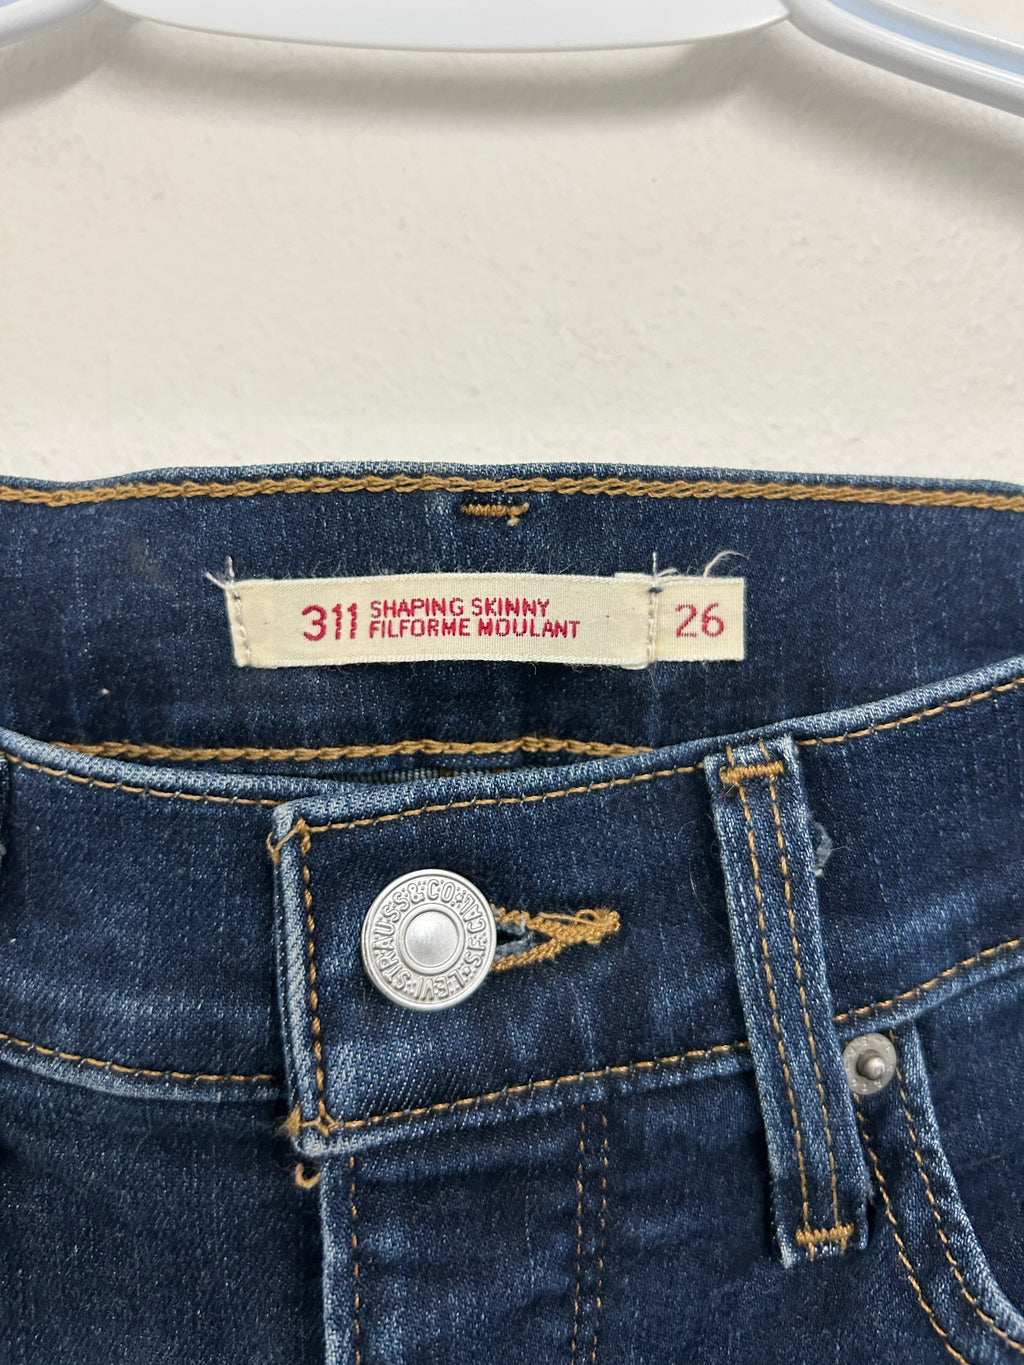 311 SHAPING SKINNY
FILFORME MOULANT
26
LEVI STRAUSS & CO. S.F. CAL.